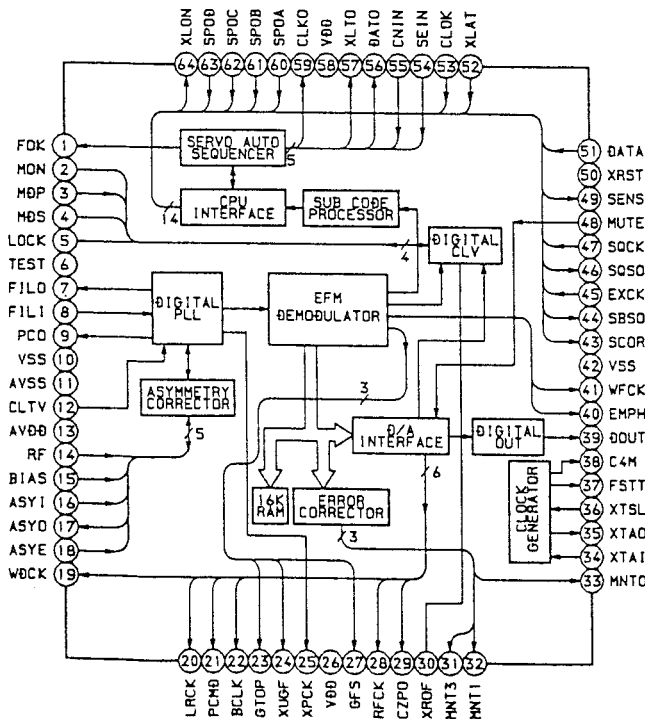 XLON SPOD SPOC SPOB SPOA CLKO VDD XLTO DATO CNIN SEIN CLOK XLAT
64 63 62 61 60 59 58 57 56 55 54 53 52
FOK 1
MON 2
MDP 3
MDS 4
LOCK 5
TEST 6
FILO 7
FILI 8
PCO 9
VSS 10
AVSS 11
CLTV 12
AVDD 13
RF 14
BIAS 15
ASYI 16
ASYO 17
ASYE 18
WDCK 19
SERVO AUTO
SEQUENCER
5
CPU
INTERFACE
14
SUB CODE
PROCESSOR
4
DIGITAL
CLV
DIGITAL
PLL
EFM
DEMODULATOR
ASYMMETRY
CORRECTOR
5
3
D/A
INTERFACE
6
DIGITAL
OUT
16K
RAM
ERROR
CORRECTOR
3
CLOCK
GENERATOR
51 DATA
50 XRST
49 SENS
48 MUTE
47 SQCK
46 SQSO
45 EXCK
44 SBSO
43 SCOR
42 VSS
41 WFCK
40 EMPH
39 DOUT
38 C4M
37 FSTT
36 XTSL
35 XTAO
34 XTAI
33 MNTO
20 21 22 23 24 25 26 27 28 29 30 31 32
LRCK PCMD BCLK GTOP XUGF XPCK VDD GFS RFCK CZPO XROF MNT3 MNT1